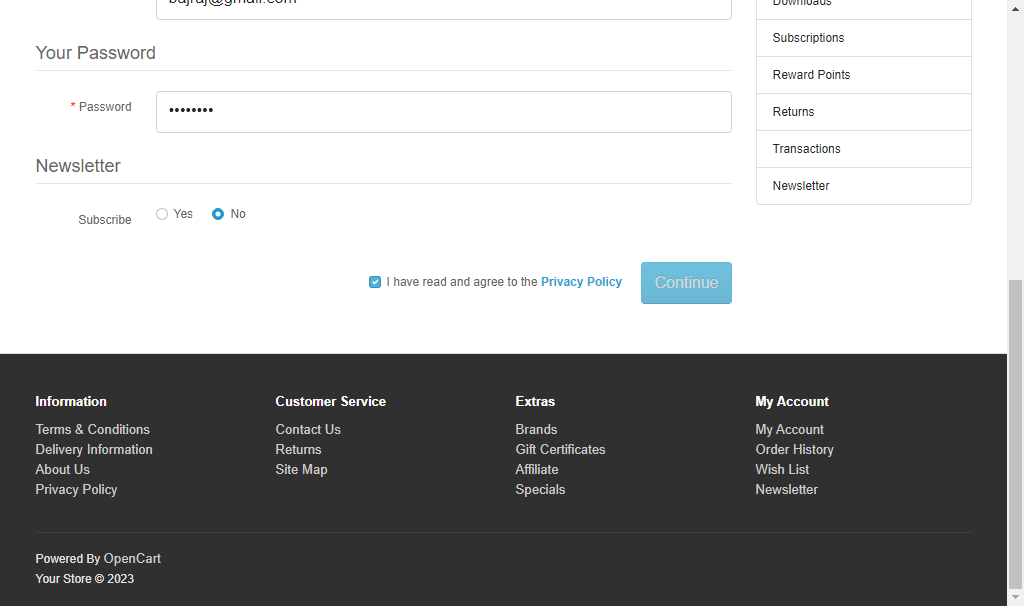 bajraj@gmail.com
Your Password
* Password
••••••••
Newsletter
Subscribe
Yes
No
I have read and agree to the Privacy Policy
Continue
Downloads
Subscriptions
Reward Points
Returns
Transactions
Newsletter
Information
Terms & Conditions
Delivery Information
About Us
Privacy Policy
Customer Service
Contact Us
Returns
Site Map
Extras
Brands
Gift Certificates
Affiliate
Specials
My Account
My Account
Order History
Wish List
Newsletter
Powered By OpenCart
Your Store © 2023